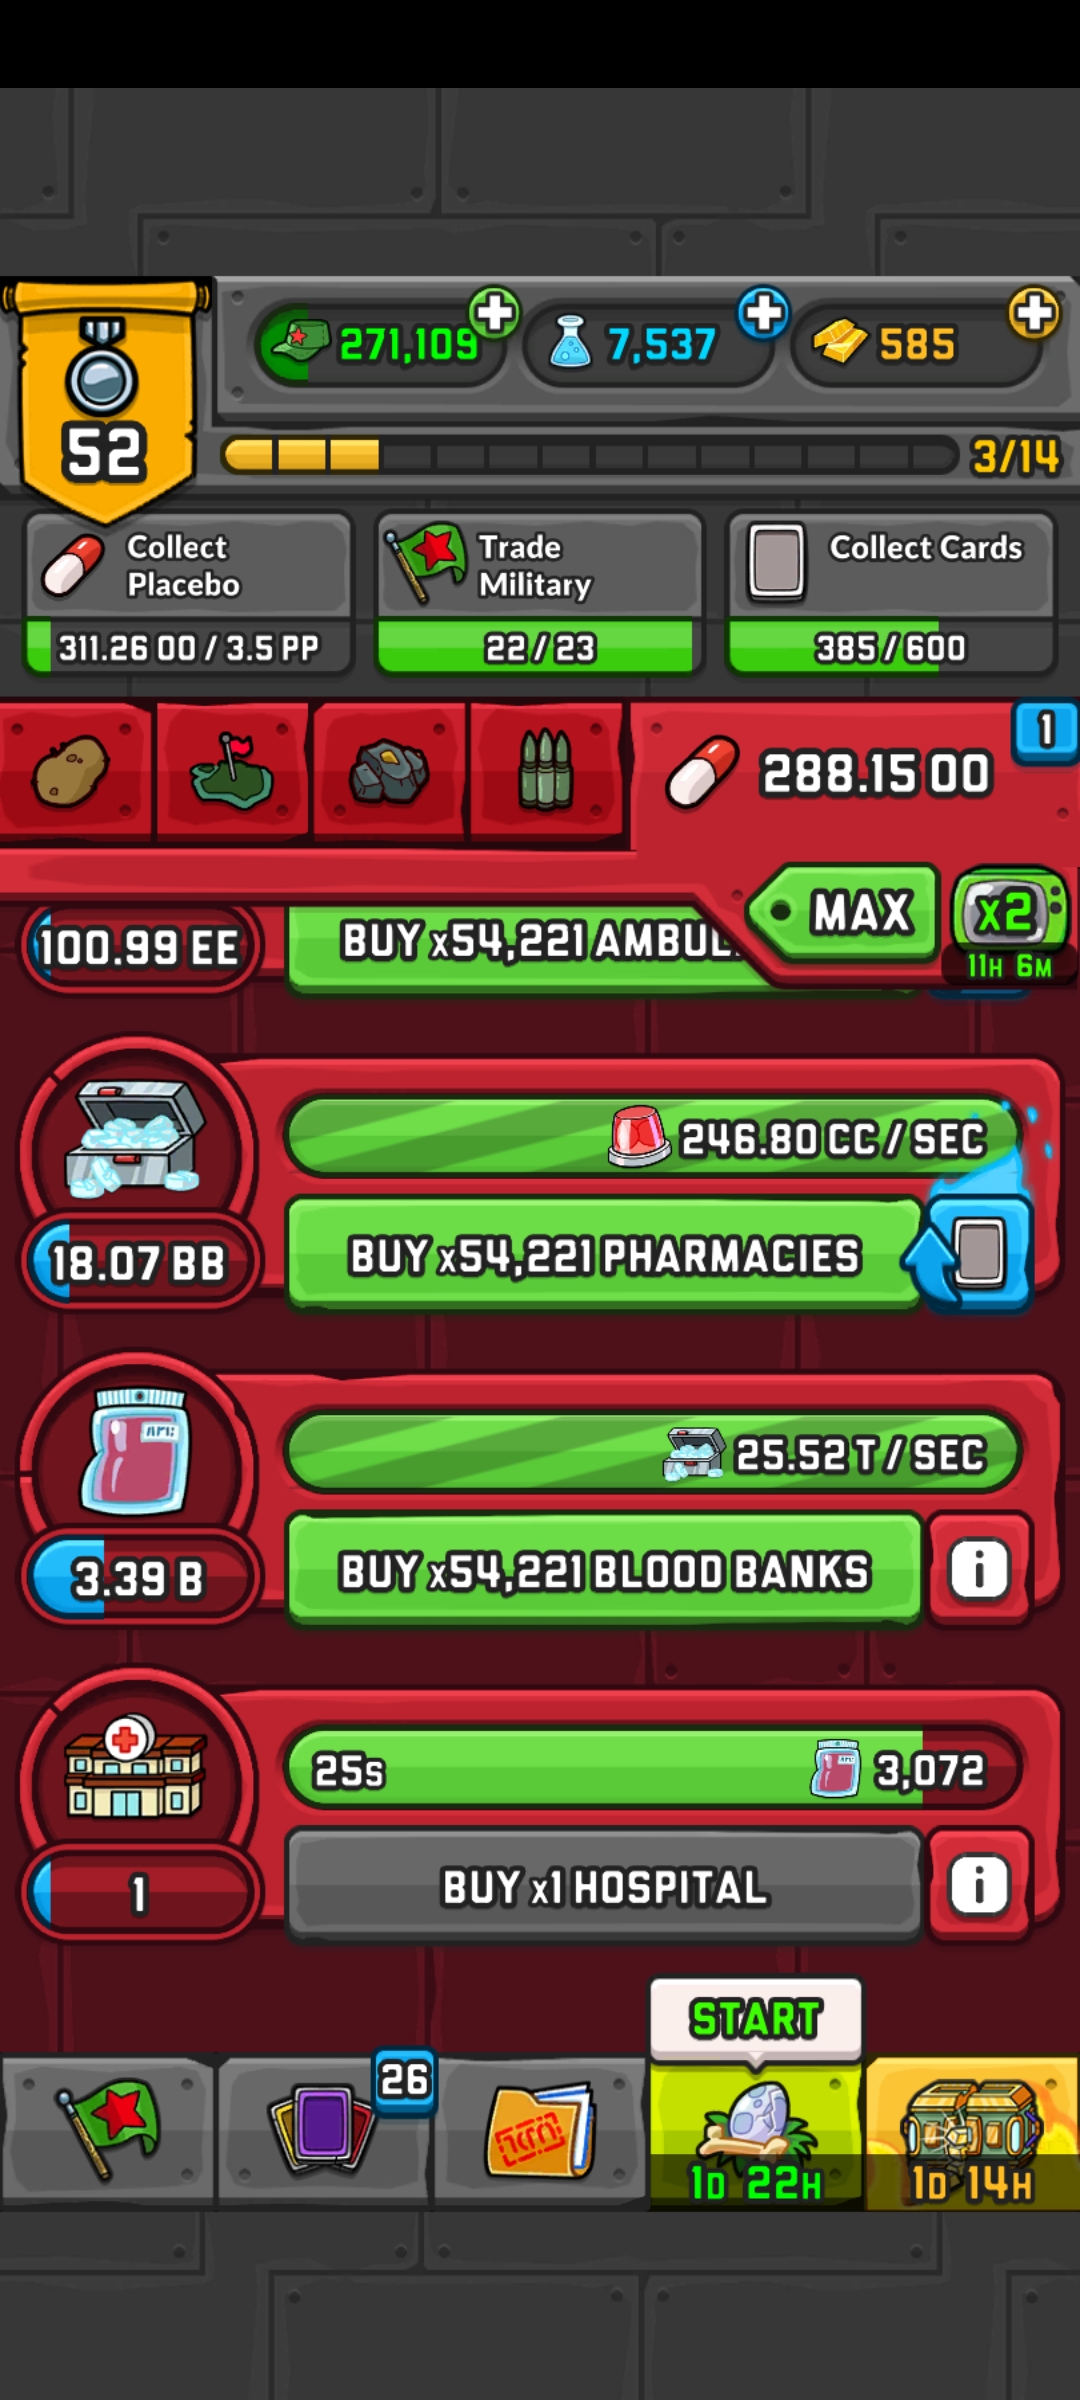 271,109
7,537
585
52
3/14
Collect
Placebo
311.26 OO / 3.5 PP
Trade
Military
22 / 23
Collect Cards
385 / 600
288.15 OO
1
MAX
x2
11H 6M
100.99 EE
BUY x54,221 AMBUL
246.80 CC / SEC
18.07 BB
BUY x54,221 PHARMACIES
25.52 T / SEC
3.39 B
BUY x54,221 BLOOD BANKS
i
25s
3,072
1
BUY x1 HOSPITAL
i
START
26
1D 22H
1D 14H